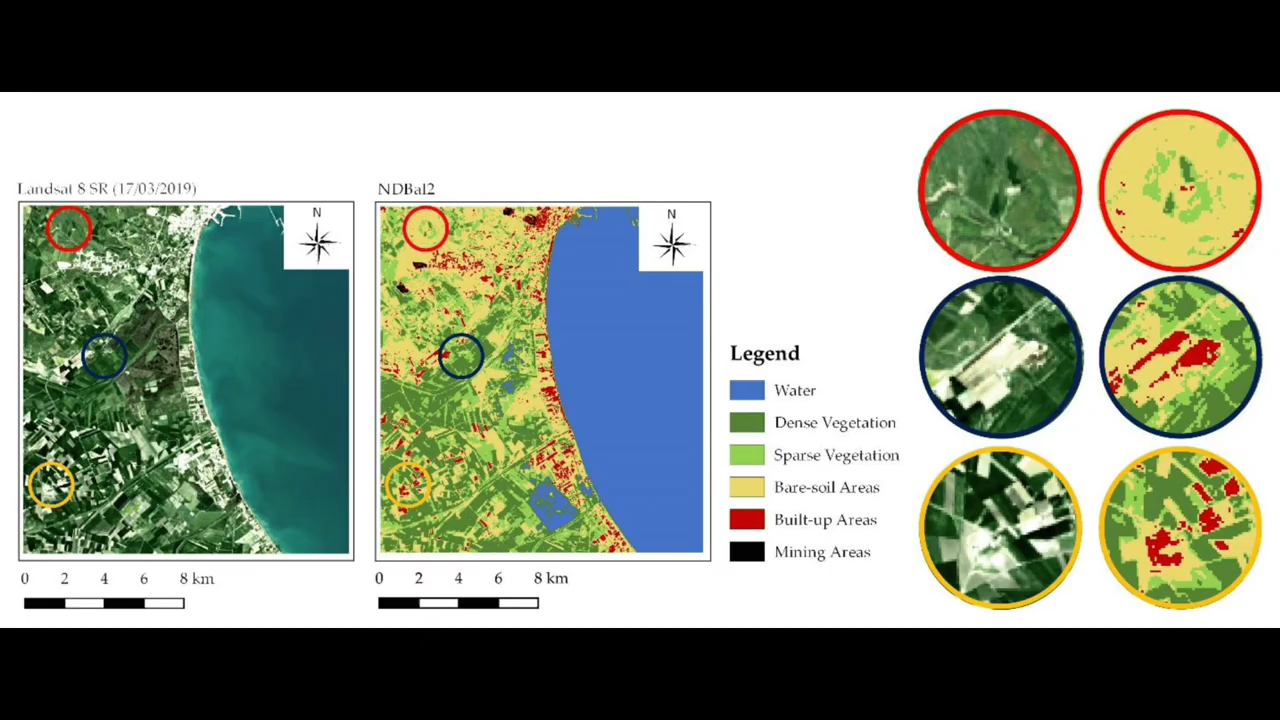 Landsat 8 SR (17/03/2019)
NDBaI2
N
N
Legend
Water
Dense Vegetation
Sparse Vegetation
Bare-soil Areas
Built-up Areas
Mining Areas
0 2 4 6 8 km
0 2 4 6 8 km